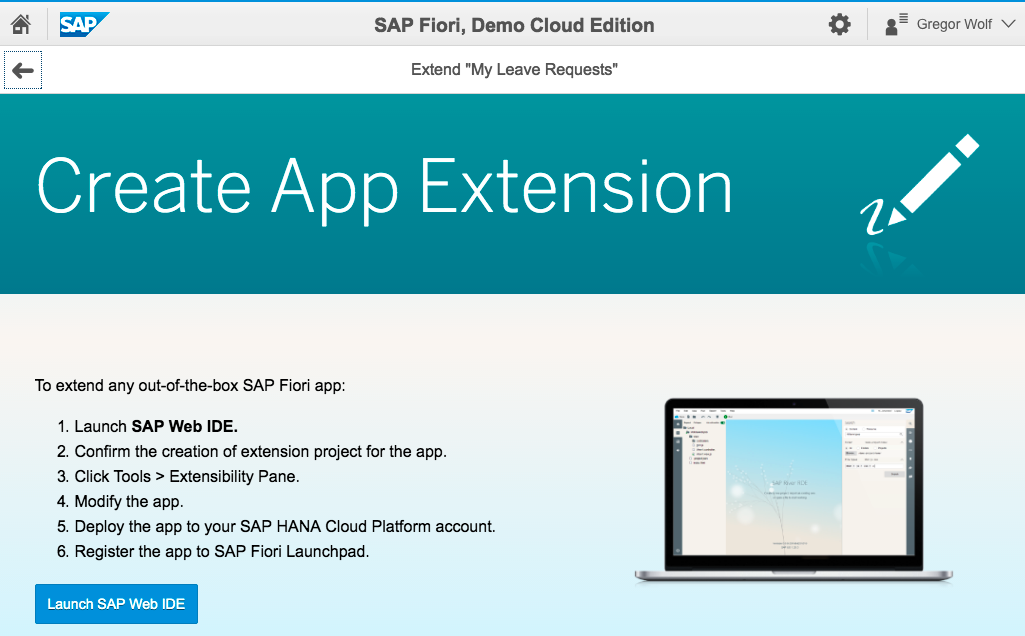 SAP
SAP Fiori, Demo Cloud Edition
Gregor Wolf
Extend "My Leave Requests"
Create App Extension
To extend any out-of-the-box SAP Fiori app:
1. Launch SAP Web IDE.
2. Confirm the creation of extension project for the app.
3. Click Tools > Extensibility Pane.
4. Modify the app.
5. Deploy the app to your SAP HANA Cloud Platform account.
6. Register the app to SAP Fiori Launchpad.
Launch SAP Web IDE